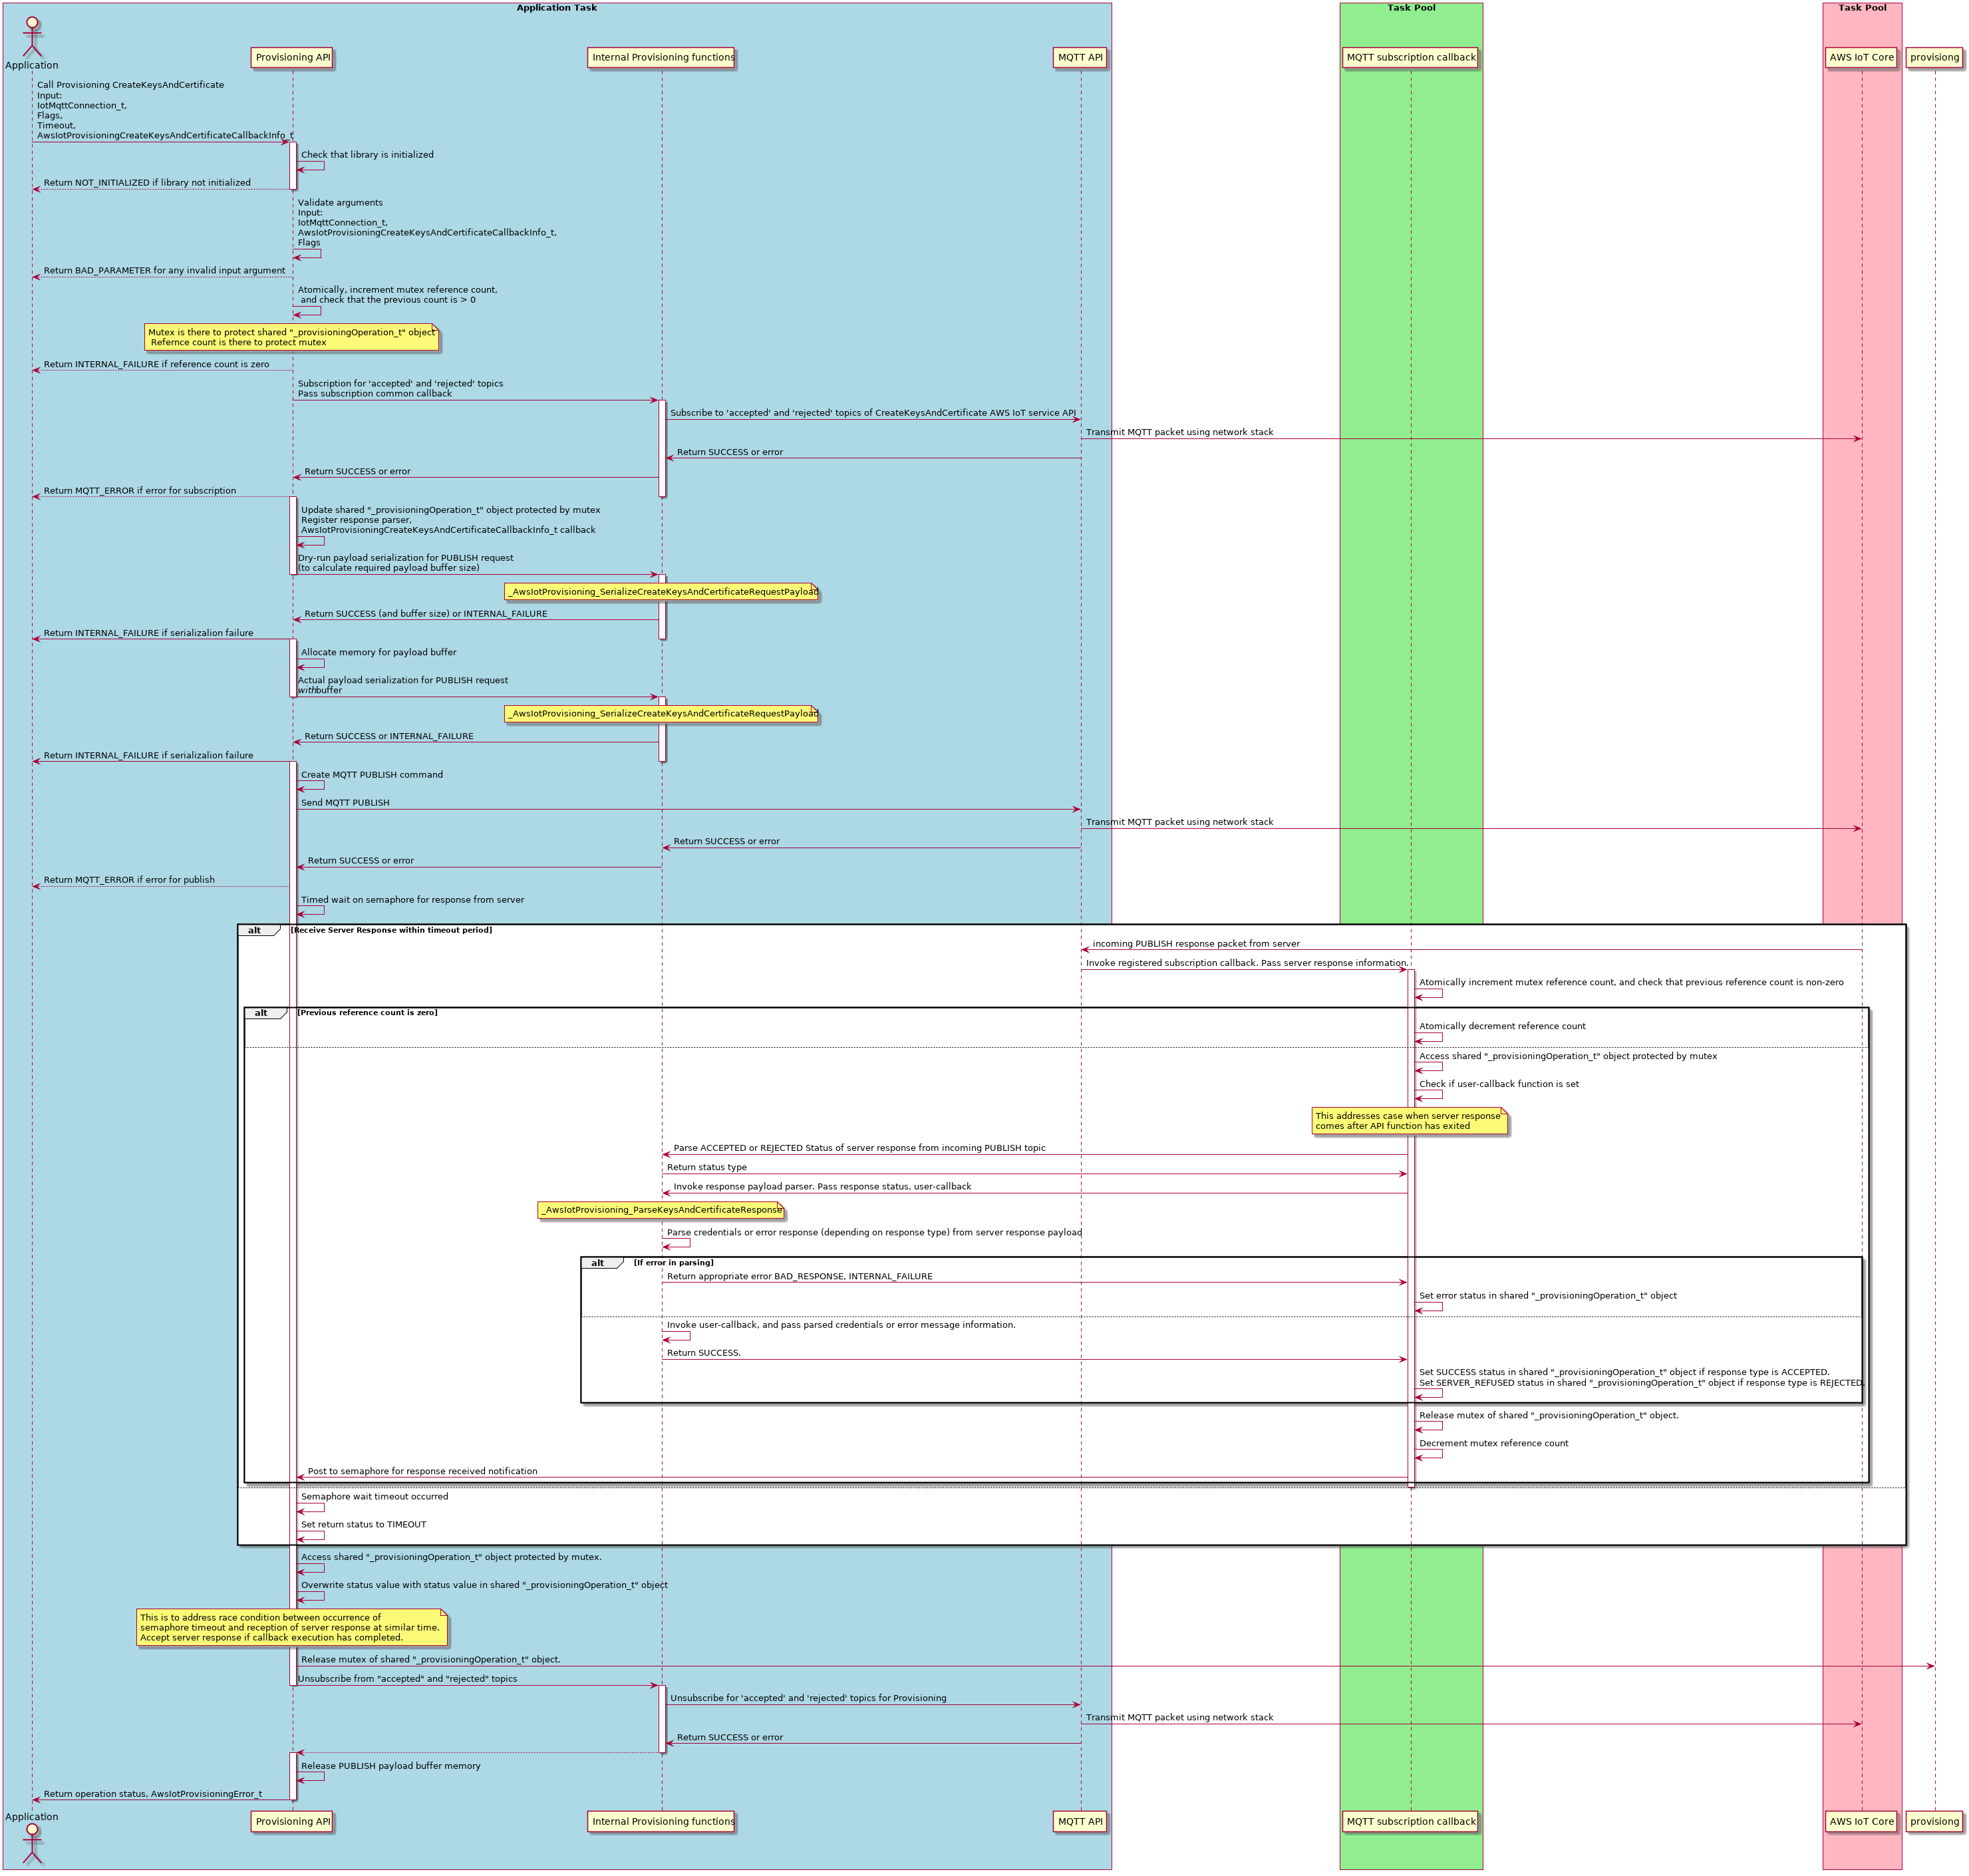 Application Task
Task Pool
Task Pool
Application
Provisioning API
Internal Provisioning functions
MQTT API
MQTT subscription callback
AWS IoT Core
provisiong
Call Provisioning CreateKeysAndCertificate
Input:
IotMqttConnection_t,
Flags,
Timeout,
AwsIotProvisioningCreateKeysAndCertificateCallbackInfo_t
Check that library is initialized
Return NOT_INITIALIZED if library not initialized
Validate arguments
Input:
IotMqttConnection_t,
AwsIotProvisioningCreateKeysAndCertificateCallbackInfo_t,
Flags
Return BAD_PARAMETER for any invalid input argument
Atomically, increment mutex reference count,
and check that the previous count is > 0
Mutex is there to protect shared "_provisioningOperation_t" object
Refernce count is there to protect mutex
Return INTERNAL_FAILURE if reference count is zero
Subscription for 'accepted' and 'rejected' topics
Pass subscription common callback
Subscribe to 'accepted' and 'rejected' topics of CreateKeysAndCertificate AWS IoT service API
Transmit MQTT packet using network stack
Return SUCCESS or error
Return SUCCESS or error
Return MQTT_ERROR if error for subscription
Update shared "_provisioningOperation_t" object protected by mutex
Register response parser,
AwsIotProvisioningCreateKeysAndCertificateCallbackInfo_t callback
Dry-run payload serialization for PUBLISH request
(to calculate required payload buffer size)
_AwsIotProvisioning_SerializeCreateKeysAndCertificateRequestPayload
Return SUCCESS (and buffer size) or INTERNAL_FAILURE
Return INTERNAL_FAILURE if serializalion failure
Allocate memory for payload buffer
Actual payload serialization for PUBLISH request
withbuffer
_AwsIotProvisioning_SerializeCreateKeysAndCertificateRequestPayload
Return SUCCESS or INTERNAL_FAILURE
Return INTERNAL_FAILURE if serializalion failure
Create MQTT PUBLISH command
Send MQTT PUBLISH
Transmit MQTT packet using network stack
Return SUCCESS or error
Return SUCCESS or error
Return MQTT_ERROR if error for publish
Timed wait on semaphore for response from server
alt [Receive Server Response within timeout period]
incoming PUBLISH response packet from server
Invoke registered subscription callback. Pass server response information.
Atomically increment mutex reference count, and check that previous reference count is non-zero
alt [Previous reference count is zero]
Atomically decrement reference count
Access shared "_provisioningOperation_t" object protected by mutex
Check if user-callback function is set
This addresses case when server response
comes after API function has exited
Parse ACCEPTED or REJECTED Status of server response from incoming PUBLISH topic
Return status type
Invoke response payload parser. Pass response status, user-callback
_AwsIotProvisioning_ParseKeysAndCertificateResponse
Parse credentials or error response (depending on response type) from server response payload
alt [If error in parsing]
Return appropriate error BAD_RESPONSE, INTERNAL_FAILURE
Set error status in shared "_provisioningOperation_t" object
Invoke user-callback, and pass parsed credentials or error message information.
Return SUCCESS.
Set SUCCESS status in shared "_provisioningOperation_t" object if response type is ACCEPTED.
Set SERVER_REFUSED status in shared "_provisioningOperation_t" object if response type is REJECTED.
Release mutex of shared "_provisioningOperation_t" object.
Decrement mutex reference count
Post to semaphore for response received notification
Semaphore wait timeout occurred
Set return status to TIMEOUT
Access shared "_provisioningOperation_t" object protected by mutex.
Overwrite status value with status value in shared "_provisioningOperation_t" object
This is to address race condition between occurrence of
semaphore timeout and reception of server response at similar time.
Accept server response if callback execution has completed.
Release mutex of shared "_provisioningOperation_t" object.
Unsubscribe from "accepted" and "rejected" topics
Unsubscribe for 'accepted' and 'rejected' topics for Provisioning
Transmit MQTT packet using network stack
Return SUCCESS or error
Release PUBLISH payload buffer memory
Return operation status, AwsIotProvisioningError_t
Application
Provisioning API
Internal Provisioning functions
MQTT API
MQTT subscription callback
AWS IoT Core
provisiong